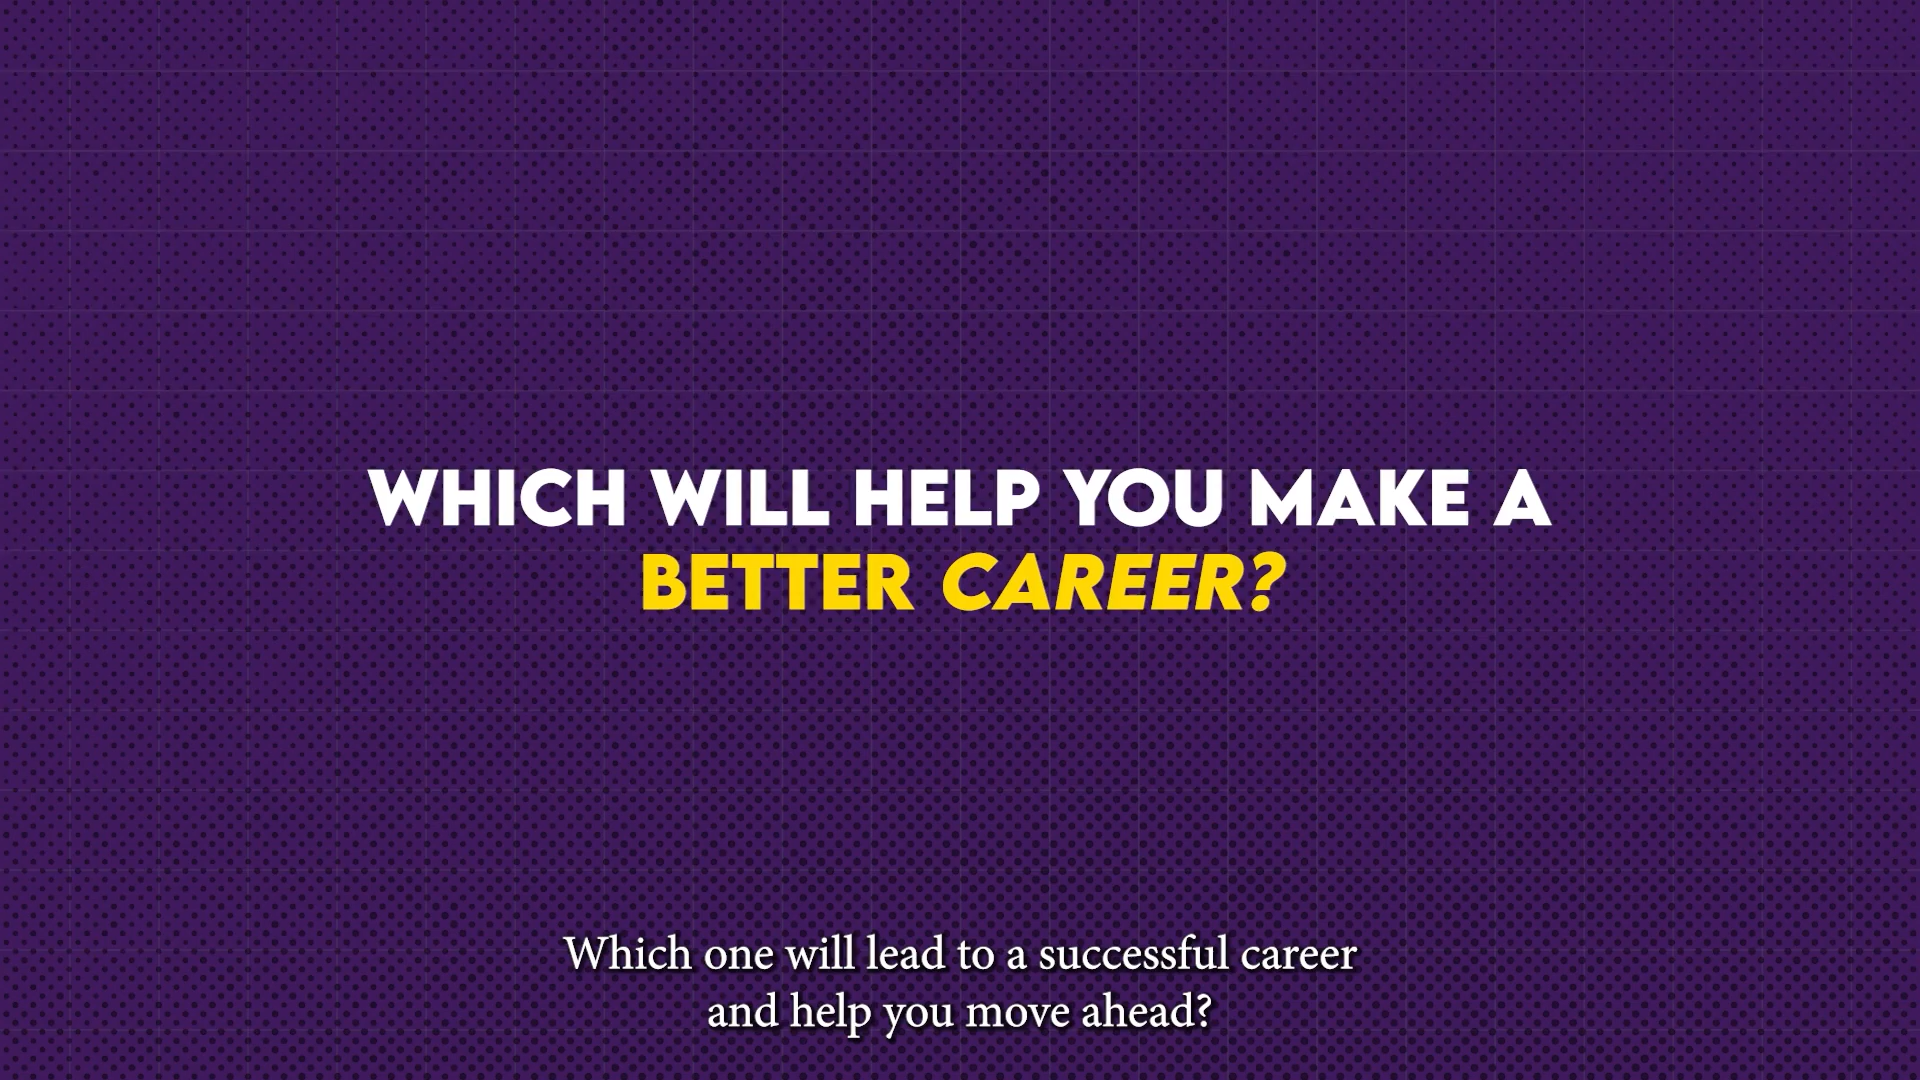 WHICH WILL HELP YOU MAKE A
BETTER CAREER?
Which one will lead to a successful career
and help you move ahead?